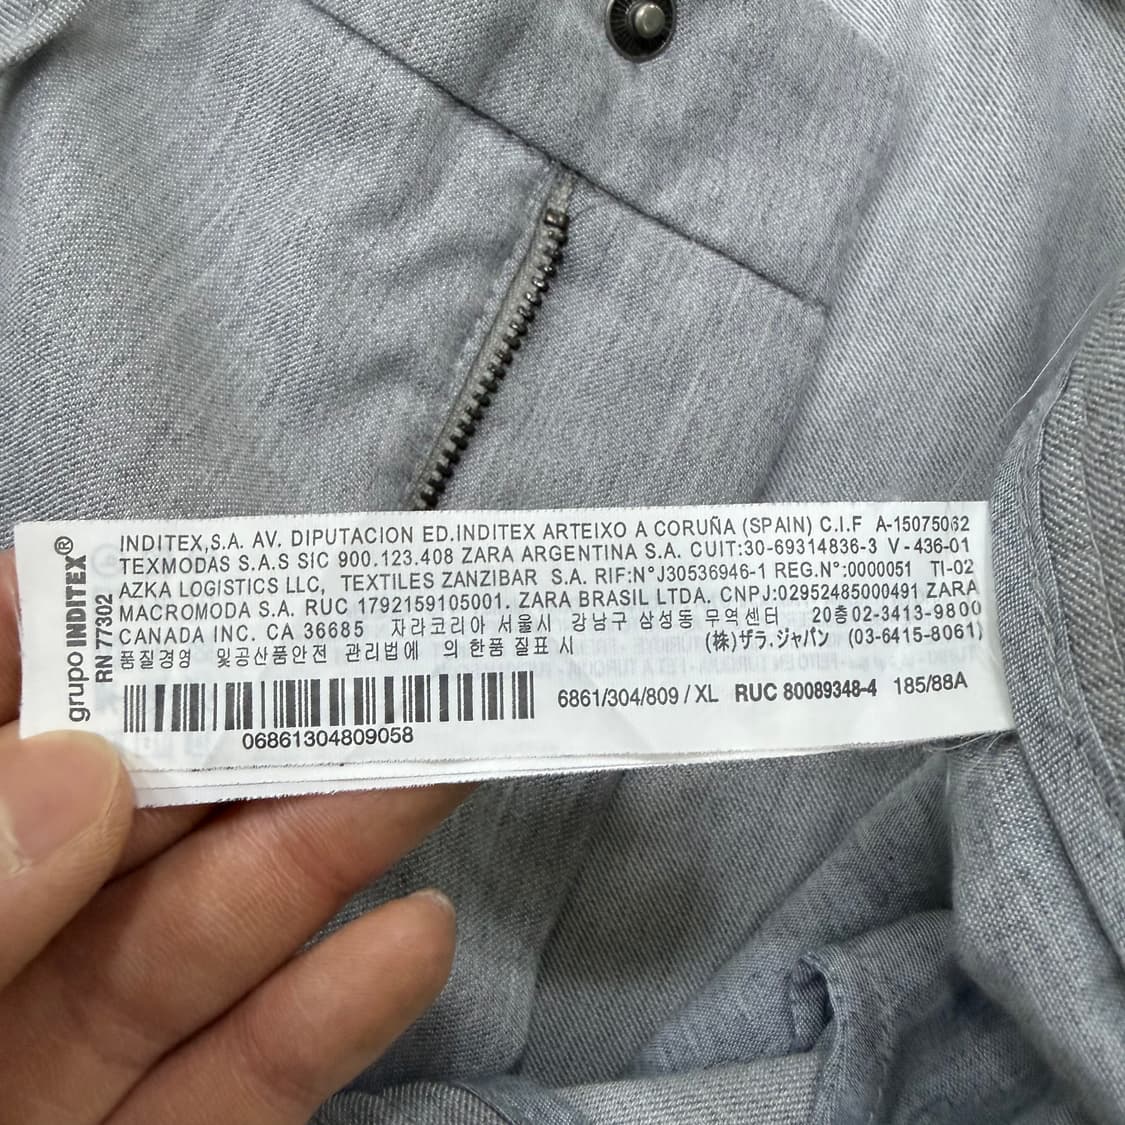 grupo INDITEX®
RN 77302
INDITEX,S.A. AV. DIPUTACION ED.INDITEX ARTEIXO A CORUÑA (SPAIN) C.I.F A-15075062
TEXMODAS S.A.S SIC 900.123.408 ZARA ARGENTINA S.A. CUIT:30-69314836-3 V-436-01
AZKA LOGISTICS LLC, TEXTILES ZANZIBAR S.A. RIF:N°J30536946-1 REG.N°:0000051 TI-02
MACROMODA S.A. RUC 1792159105001. ZARA BRASIL LTDA. CNPJ:02952485000491 ZARA
CANADA INC. CA 36685 자라코리아 서울시 강남구 삼성동 무역센터 20층02-3413-9800
품질경영 및공산품안전 관리법에 의 한품 질표 시 (株)ザラ.ジャパン (03-6415-8061)
6861/304/809 / XL RUC 80089348-4 185/88A
06861304809058